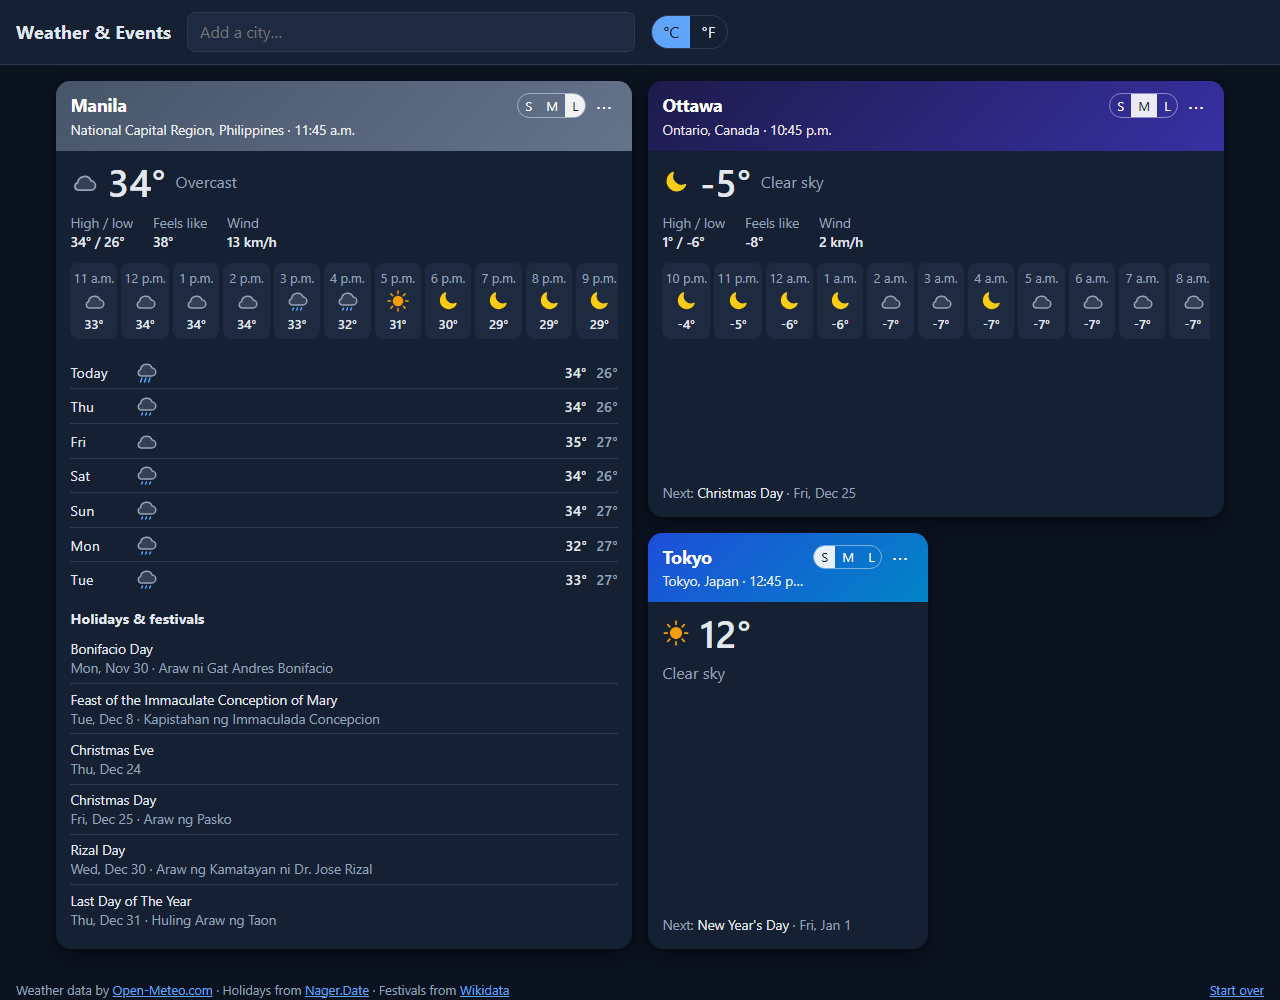 Weather & Events
Add a city...
°C °F
Manila
S M L ...
National Capital Region, Philippines · 11:45 a.m.
34° Overcast
High / low Feels like Wind
34° / 26° 38° 13 km/h
11 a.m. 12 p.m. 1 p.m. 2 p.m. 3 p.m. 4 p.m. 5 p.m. 6 p.m. 7 p.m. 8 p.m. 9 p.m.
33° 34° 34° 34° 33° 32° 31° 30° 29° 29° 29°
Today 34° 26°
Thu 34° 26°
Fri 35° 27°
Sat 34° 26°
Sun 34° 27°
Mon 32° 27°
Tue 33° 27°
Holidays & festivals
Bonifacio Day
Mon, Nov 30 · Araw ni Gat Andres Bonifacio
Feast of the Immaculate Conception of Mary
Tue, Dec 8 · Kapistahan ng Immaculada Concepcion
Christmas Eve
Thu, Dec 24
Christmas Day
Fri, Dec 25 · Araw ng Pasko
Rizal Day
Wed, Dec 30 · Araw ng Kamatayan ni Dr. Jose Rizal
Last Day of The Year
Thu, Dec 31 · Huling Araw ng Taon
Ottawa
S M L ...
Ontario, Canada · 10:45 p.m.
-5° Clear sky
High / low Feels like Wind
1° / -6° -8° 2 km/h
10 p.m. 11 p.m. 12 a.m. 1 a.m. 2 a.m. 3 a.m. 4 a.m. 5 a.m. 6 a.m. 7 a.m. 8 a.m.
-4° -5° -6° -6° -7° -7° -7° -7° -7° -7° -7°
Next: Christmas Day · Fri, Dec 25
Tokyo
S M L ...
Tokyo, Japan · 12:45 p...
12°
Clear sky
Next: New Year's Day · Fri, Jan 1
Weather data by Open-Meteo.com · Holidays from Nager.Date · Festivals from Wikidata
Start over